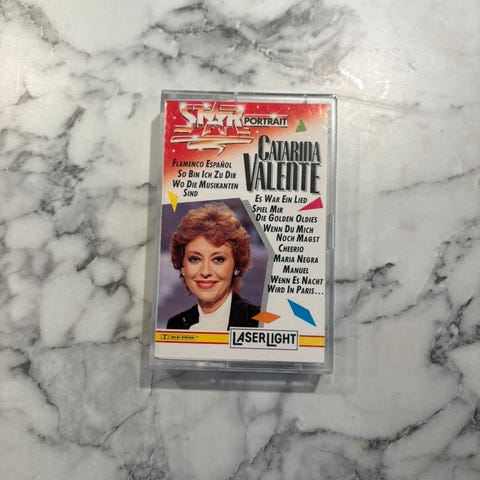 STAR PORTRAIT
CATARINA
VALENTE
FLAMENCO ESPAÑOL
SO BIN ICH ZU DIR
WO DIE MUSIKANTEN
SIND
ES WAR EIN LIED
SPIEL MIR
DIE GOLDEN OLDIES
WENN DU MICH
NOCH MAGST
CHEERIO
MARIA NEGRA
MANUEL
WENN ES NACHT
WIRD IN PARIS...
DOLBY SYSTEM
LASERLIGHT